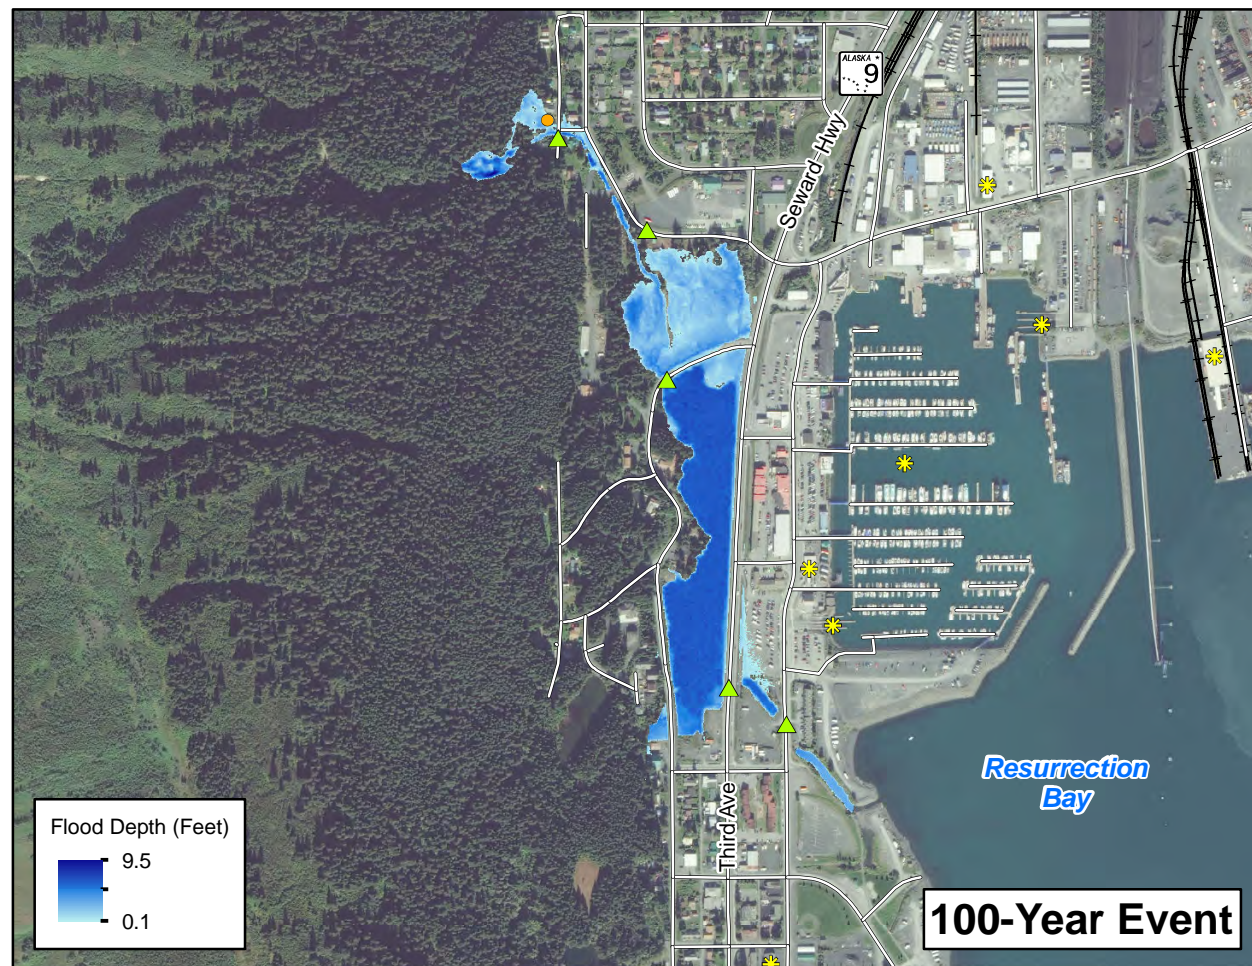 ALASKA
9
Seward Hwy
Resurrection
Bay
Third Ave
Flood Depth (Feet)
9.5
0.1
100-Year Event